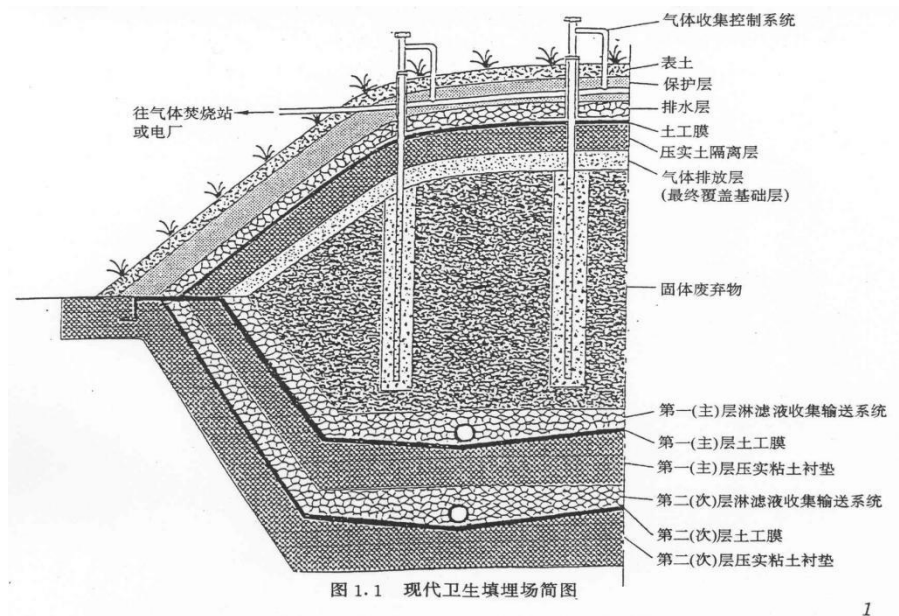 气体收集控制系统
表土
保护层
往气体焚烧站
或电厂
排水层
土工膜
压实土隔离层
气体排放层
(最终覆盖基础层)
固体废弃物
第一(主)层淋滤液收集输送系统
第一(主)层土工膜
第一(主)层压实粘土衬垫
第二(次)层淋滤液收集输送系统
第二(次)层土工膜
第二(次)层压实粘土衬垫
图 1.1 现代卫生填埋场简图
1